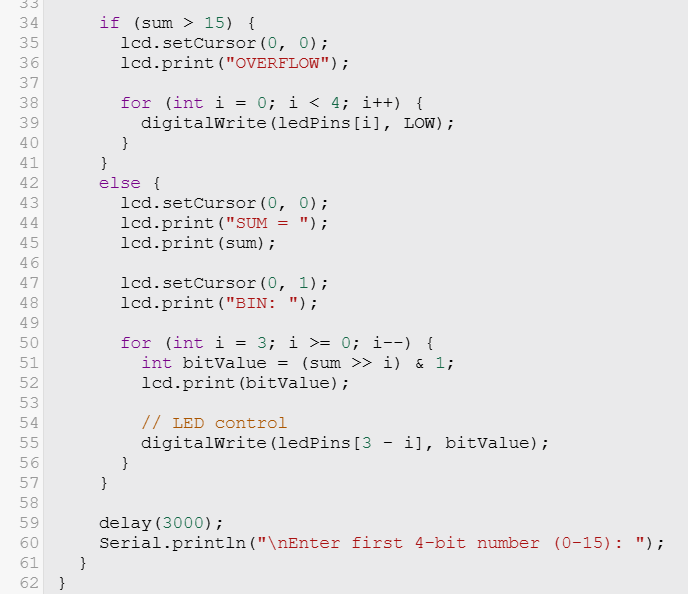 33
34 if (sum > 15) {
35 lcd.setCursor(0, 0);
36 lcd.print("OVERFLOW");
37
38 for (int i = 0; i < 4; i++) {
39 digitalWrite(ledPins[i], LOW);
40 }
41 }
42 else {
43 lcd.setCursor(0, 0);
44 lcd.print("SUM = ");
45 lcd.print(sum);
46
47 lcd.setCursor(0, 1);
48 lcd.print("BIN: ");
49
50 for (int i = 3; i >= 0; i--) {
51 int bitValue = (sum >> i) & 1;
52 lcd.print(bitValue);
53
54 // LED control
55 digitalWrite(ledPins[3 - i], bitValue);
56 }
57 }
58
59 delay(3000);
60 Serial.println("\nEnter first 4-bit number (0-15): ");
61 }
62 }